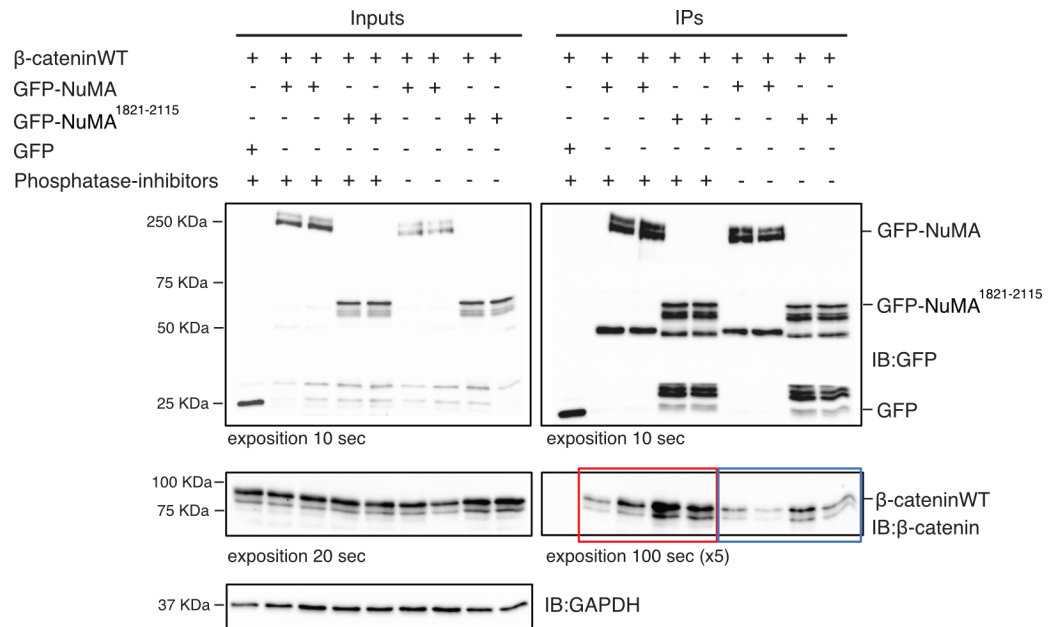 Inputs IPs
β-cateninWT + + + + + + + + + + + + + + + + + +
GFP-NuMA - + + - - + + - - - + + - - + + - -
GFP-NuMA1821-2115 - - - + + - - + + - - - + + - - + +
GFP + - - - - - - - - + - - - - - - - -
Phosphatase-inhibitors + + + + + - - - - + + + + + - - - -
250 KDa GFP-NuMA
75 KDa
GFP-NuMA1821-2115
50 KDa
IB:GFP
25 KDa GFP
exposition 10 sec exposition 10 sec
100 KDa
β-cateninWT
75 KDa
IB:β-catenin
exposition 20 sec exposition 100 sec (x5)
37 KDa IB:GAPDH